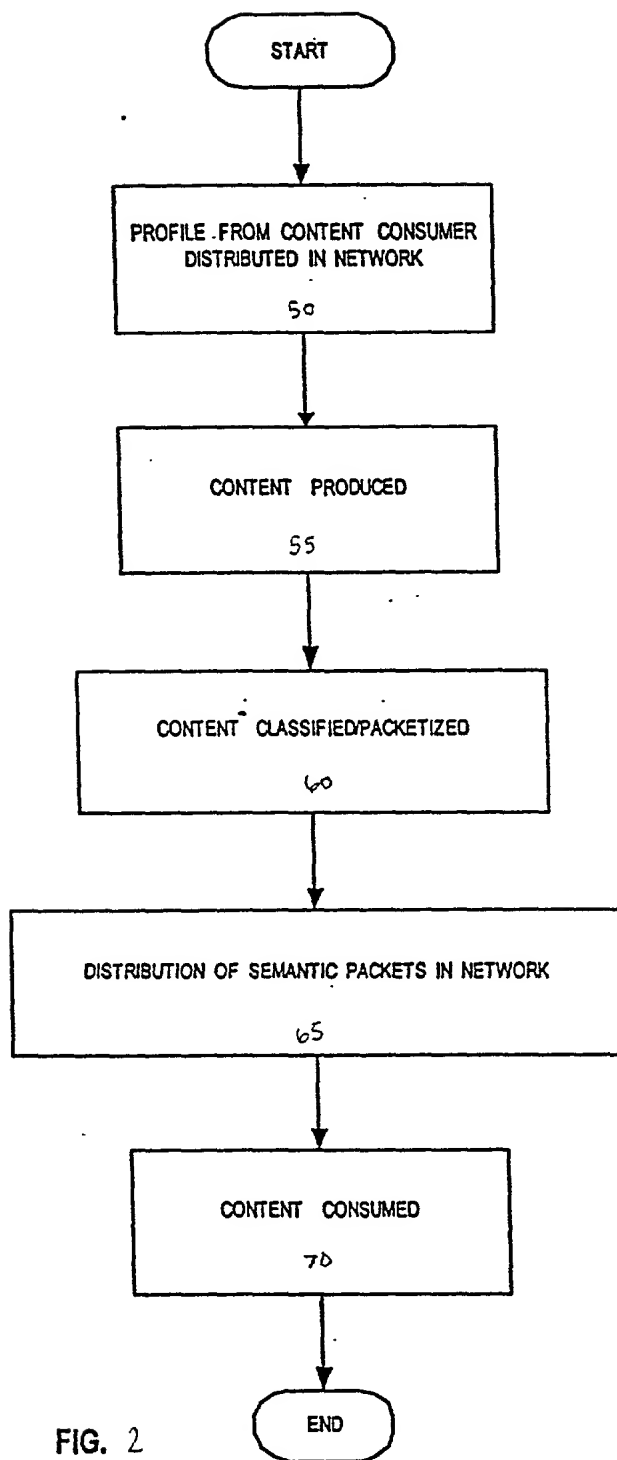 START
PROFILE FROM CONTENT CONSUMER
DISTRIBUTED IN NETWORK
50
CONTENT PRODUCED
55
CONTENT CLASSIFIED/PACKETIZED
60
DISTRIBUTION OF SEMANTIC PACKETS IN NETWORK
65
CONTENT CONSUMED
70
END
FIG. 2